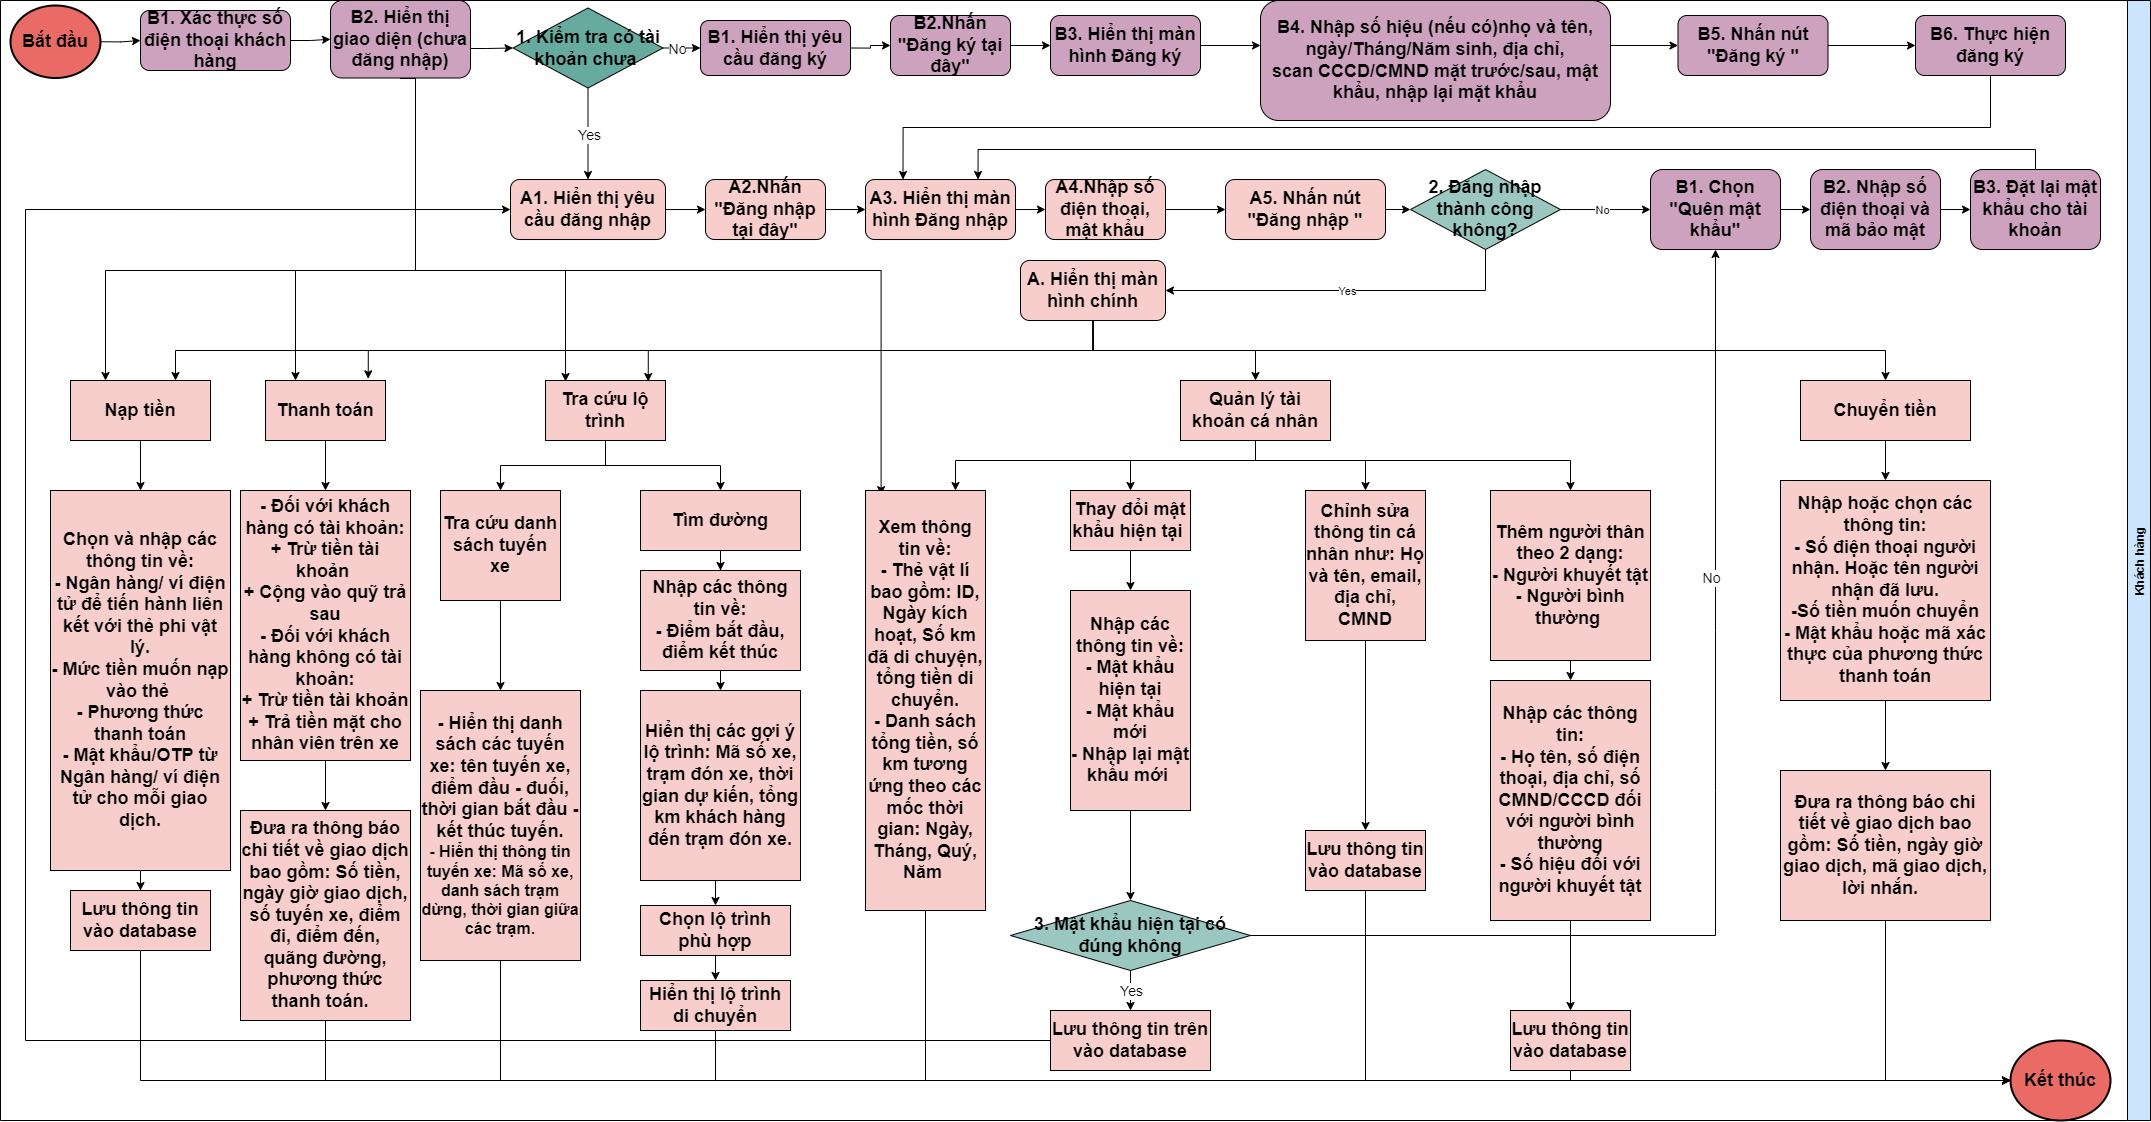 Bắt đầu
B1. Xác thực số
điện thoại khách
hàng
B2. Hiển thị
giao diện (chưa
đăng nhập)
1. Kiểm tra có tài
khoản chưa
No
B1. Hiển thị yêu
cầu đăng ký
B2.Nhấn
"Đăng ký tại
đây"
B3. Hiển thị màn
hình Đăng ký
B4. Nhập số hiệu (nếu có)nhọ và tên,
ngày/Tháng/Năm sinh, địa chỉ,
scan CCCD/CMND mặt trước/sau, mật
khẩu, nhập lại mật khẩu
B5. Nhấn nút
"Đăng ký "
B6. Thực hiện
đăng ký
Yes
A1. Hiển thị yêu
cầu đăng nhập
A2.Nhấn
"Đăng nhập
tại đây"
A3. Hiển thị màn
hình Đăng nhập
A4.Nhập số
điện thoại,
mật khẩu
A5. Nhấn nút
"Đăng nhập "
2. Đăng nhập
thành công
không?
No
B1. Chọn
"Quên mật
khẩu"
B2. Nhập số
điện thoại và
mã bảo mật
B3. Đặt lại mật
khẩu cho tài
khoản
A. Hiển thị màn
hình chính
Yes
Nạp tiền
Thanh toán
Tra cứu lộ
trình
Quản lý tài
khoản cá nhân
Chuyển tiền
Chọn và nhập các
thông tin về:
- Ngân hàng/ ví điện
tử để tiến hành liên
kết với thẻ phi vật
lý.
- Mức tiền muốn nạp
vào thẻ
- Phương thức
thanh toán
- Mật khẩu/OTP từ
Ngân hàng/ ví điện
tử cho mỗi giao
dịch.
Lưu thông tin
vào database
- Đối với khách
hàng có tài khoản:
+ Trừ tiền tài
khoản
+ Cộng vào quỹ trả
sau
- Đối với khách
hàng không có tài
khoản:
+ Trừ tiền tài khoản
+ Trả tiền mặt cho
nhân viên trên xe
Đưa ra thông báo
chi tiết về giao dịch
bao gồm: Số tiền,
ngày giờ giao dịch,
số tuyến xe, điểm
đi, điểm đến,
quãng đường,
phương thức
thanh toán.
Tra cứu danh
sách tuyến
xe
- Hiển thị danh
sách các tuyến
xe: tên tuyến xe,
điểm đầu - đuối,
thời gian bắt đầu -
kết thúc tuyến.
- Hiển thị thông tin
tuyến xe: Mã số xe,
danh sách trạm
dừng, thời gian giữa
các trạm.
Tìm đường
Nhập các thông
tin về:
- Điểm bắt đầu,
điểm kết thúc
Hiển thị các gợi ý
lộ trình: Mã số xe,
trạm đón xe, thời
gian dự kiến, tổng
km khách hàng
đến trạm đón xe.
Chọn lộ trình
phù hợp
Hiển thị lộ trình
di chuyển
Xem thông
tin về:
- Thẻ vật lí
bao gồm: ID,
Ngày kích
hoạt, Số km
đã di chuyện,
tổng tiền di
chuyển.
- Danh sách
tổng tiền, số
km tương
ứng theo các
mốc thời
gian: Ngày,
Tháng, Quý,
Năm
Thay đổi mật
khẩu hiện tại
Nhập các
thông tin về:
- Mật khẩu
hiện tại
- Mật khẩu
mới
- Nhập lại mật
khẩu mới
3. Mật khẩu hiện tại có
đúng không
Yes
Lưu thông tin trên
vào database
Chỉnh sửa
thông tin cá
nhân như: Họ
và tên, email,
địa chỉ,
CMND
Lưu thông tin
vào database
Thêm người thân
theo 2 dạng:
- Người khuyết tật
- Người bình
thường
Nhập các thông
tin:
- Họ tên, số điện
thoại, địa chỉ, số
CMND/CCCD đối
với người bình
thường
- Số hiệu đối với
người khuyết tật
Lưu thông tin
vào database
No
Nhập hoặc chọn các
thông tin:
- Số điện thoại người
nhận. Hoặc tên người
nhận đã lưu.
-Số tiền muốn chuyển
- Mật khẩu hoặc mã xác
thực của phương thức
thanh toán
Đưa ra thông báo chi
tiết về giao dịch bao
gồm: Số tiền, ngày giờ
giao dịch, mã giao dịch,
lời nhắn.
Kết thúc
Khách hàng